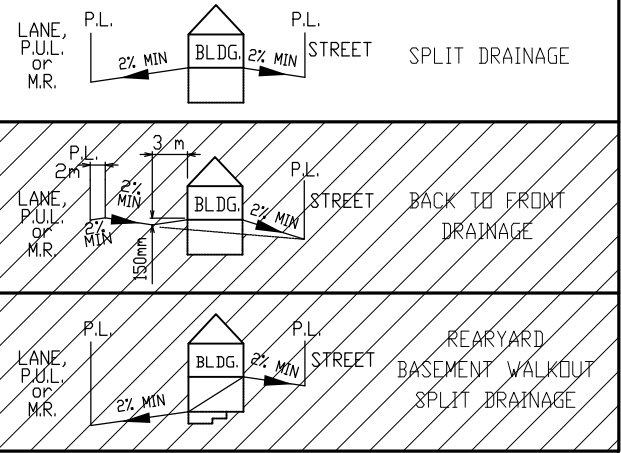 P.L.
P.L.
LANE,
P.U.L.
or
M.R.
2% MIN
BLDG.
2% MIN
STREET
SPLIT DRAINAGE
3 m
P.L.
2m
P.L.
2%
MIN
LANE,
P.U.L.
or
M.R.
2%
MIN
150mm
BLDG.
2% MIN
STREET
BACK TO FRONT
DRAINAGE
P.L.
P.L.
LANE,
P.U.L.
or
M.R.
2% MIN
BLDG.
2% MIN
STREET
REARYARD
BASEMENT WALKOUT
SPLIT DRAINAGE